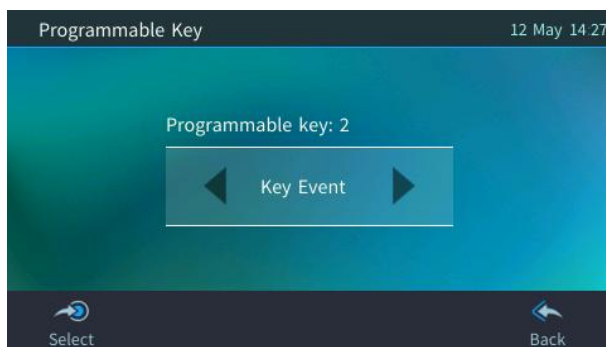 Programmable Key 12 May 14:27
Programmable key: 2
Key Event
Select Back